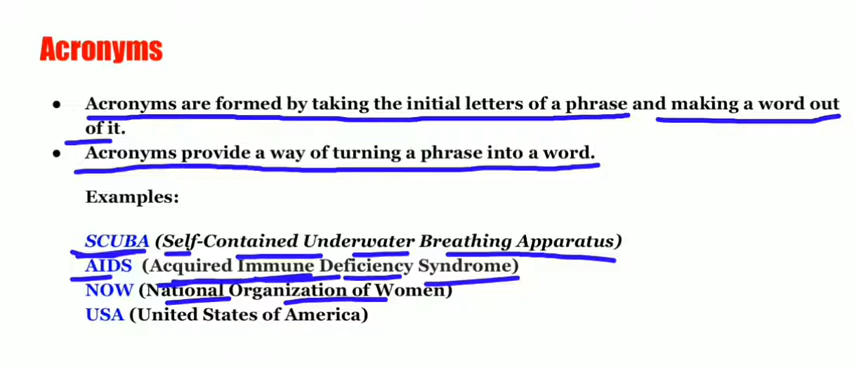 Acronyms
• Acronyms are formed by taking the initial letters of a phrase and making a word out
of it.
• Acronyms provide a way of turning a phrase into a word.
Examples:
SCUBA (Self-Contained Underwater Breathing Apparatus)
AIDS (Acquired Immune Deficiency Syndrome)
NOW (National Organization of Women)
USA (United States of America)